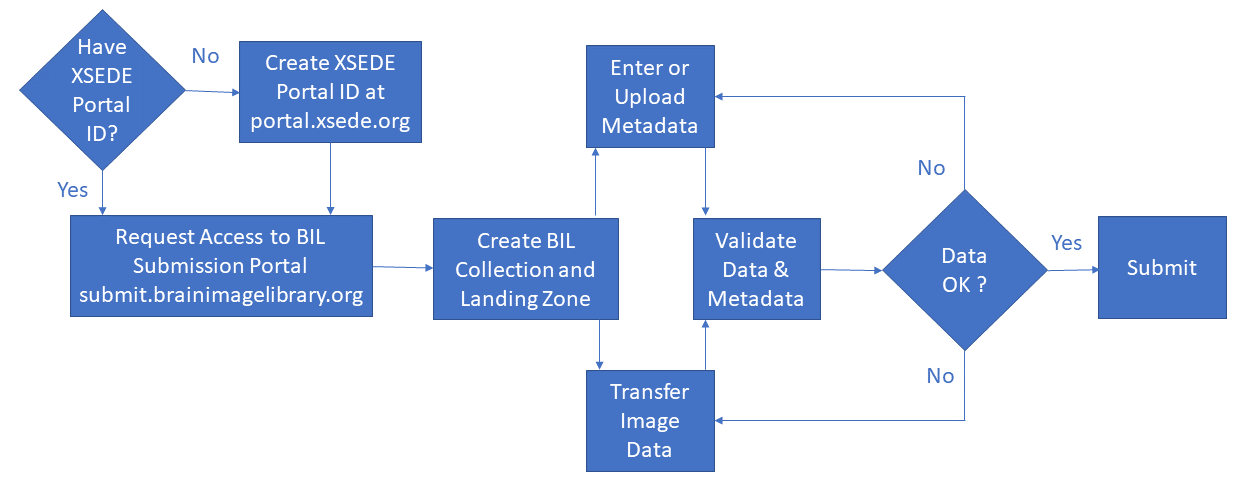 Have
XSEDE
Portal
ID?
No
Create XSEDE
Portal ID at
portal.xsede.org
Yes
Request Access to BIL
Submission Portal
submit.brainimagelibrary.org
Create BIL
Collection and
Landing Zone
Enter or
Upload
Metadata
Transfer
Image
Data
Validate
Data &
Metadata
Data
OK ?
No
No
Yes
Submit